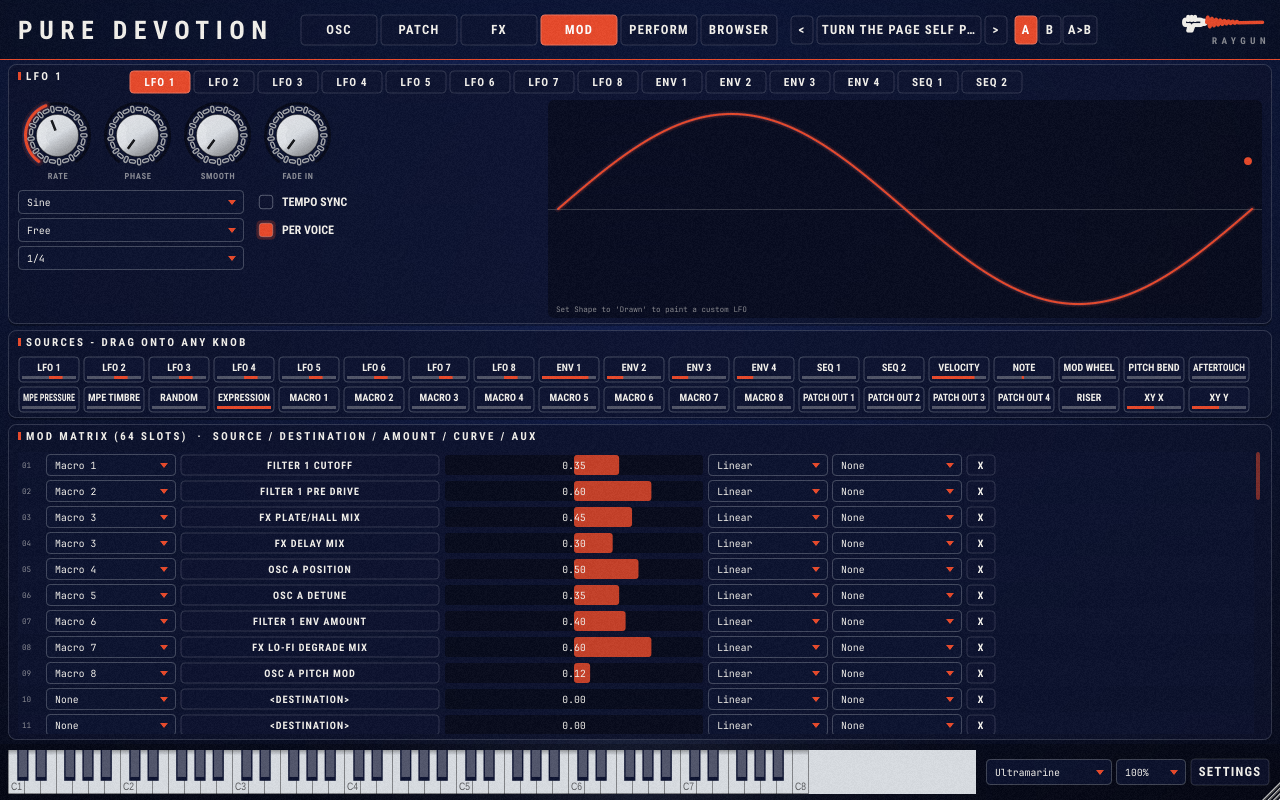 PURE DEVOTION OSC PATCH FX MOD PERFORM BROWSER < TURN THE PAGE SELF P... > A B A>B RAYGUN
LFO 1 LFO 1 LFO 2 LFO 3 LFO 4 LFO 5 LFO 6 LFO 7 LFO 8 ENV 1 ENV 2 ENV 3 ENV 4 SEQ 1 SEQ 2
RATE PHASE SMOOTH FADE IN
Sine TEMPO SYNC
Free PER VOICE
1/4
Set Shape to 'Drawn' to paint a custom LFO
SOURCES - DRAG ONTO ANY KNOB
LFO 1 LFO 2 LFO 3 LFO 4 LFO 5 LFO 6 LFO 7 LFO 8 ENV 1 ENV 2 ENV 3 ENV 4 SEQ 1 SEQ 2 VELOCITY NOTE MOD WHEEL PITCH BEND AFTERTOUCH
MPE PRESSURE MPE TIMBRE RANDOM EXPRESSION MACRO 1 MACRO 2 MACRO 3 MACRO 4 MACRO 5 MACRO 6 MACRO 7 MACRO 8 PATCH OUT 1 PATCH OUT 2 PATCH OUT 3 PATCH OUT 4 RISER XY X XY Y
MOD MATRIX (64 SLOTS) · SOURCE / DESTINATION / AMOUNT / CURVE / AUX
01 Macro 1 FILTER 1 CUTOFF 0.35 Linear None X
02 Macro 2 FILTER 1 PRE DRIVE 0.60 Linear None X
03 Macro 3 FX PLATE/HALL MIX 0.45 Linear None X
04 Macro 3 FX DELAY MIX 0.30 Linear None X
05 Macro 4 OSC A POSITION 0.50 Linear None X
06 Macro 5 OSC A DETUNE 0.35 Linear None X
07 Macro 6 FILTER 1 ENV AMOUNT 0.40 Linear None X
08 Macro 7 FX LO-FI DEGRADE MIX 0.60 Linear None X
09 Macro 8 OSC A PITCH MOD 0.12 Linear None X
10 None <DESTINATION> 0.00 Linear None X
11 None <DESTINATION> 0.00 Linear None X
C1 C2 C3 C4 C5 C6 C7 C8 Ultramarine 100% SETTINGS